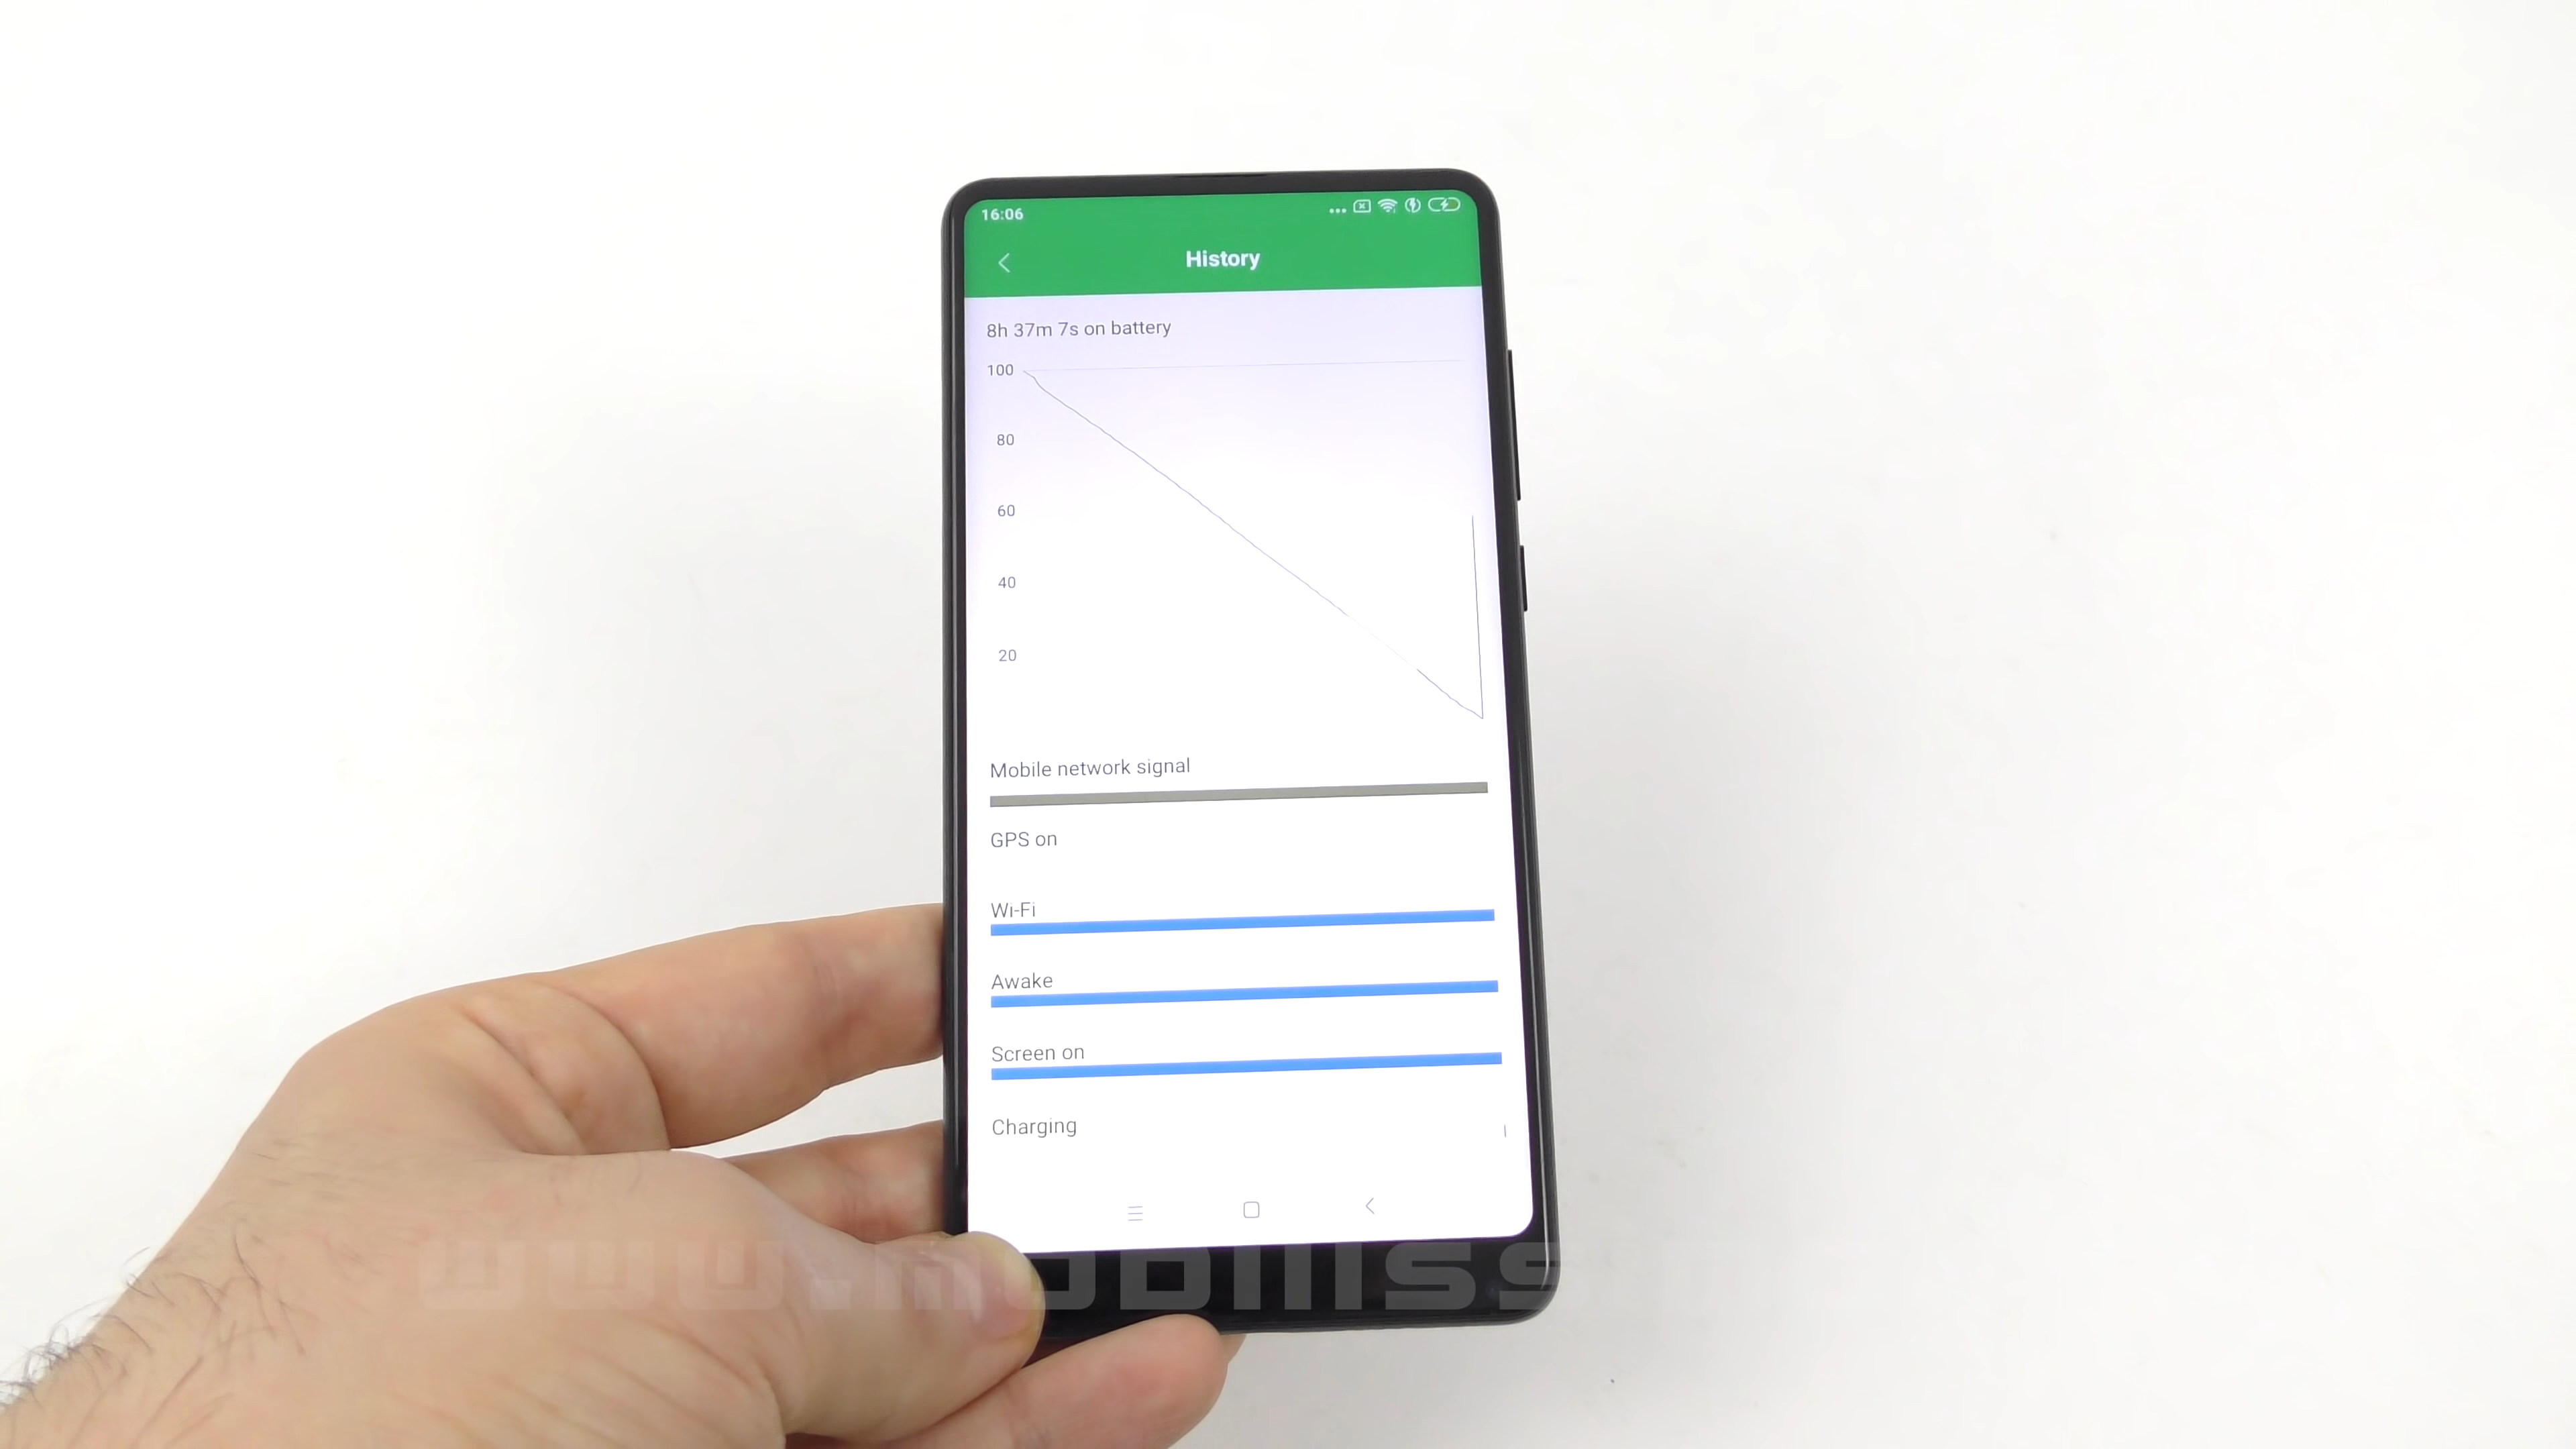 16:06
History
8h 37m 7s on battery
100
80
60
40
20
Mobile network signal
GPS on
Wi-Fi
Awake
Screen on
Charging